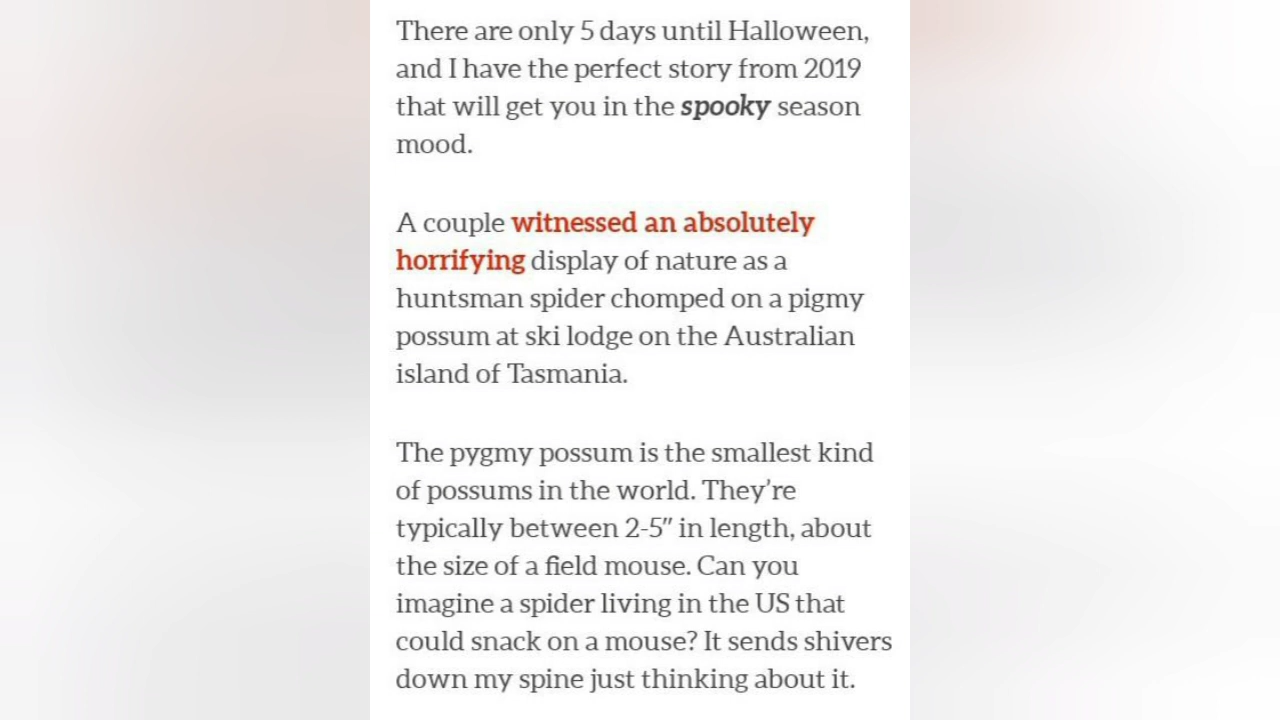 There are only 5 days until Halloween,
and I have the perfect story from 2019
that will get you in the spooky season
mood.
A couple witnessed an absolutely
horrifying display of nature as a
huntsman spider chomped on a pigmy
possum at ski lodge on the Australian
island of Tasmania.
The pygmy possum is the smallest kind
of possums in the world. They’re
typically between 2-5″ in length, about
the size of a field mouse. Can you
imagine a spider living in the US that
could snack on a mouse? It sends shivers
down my spine just thinking about it.